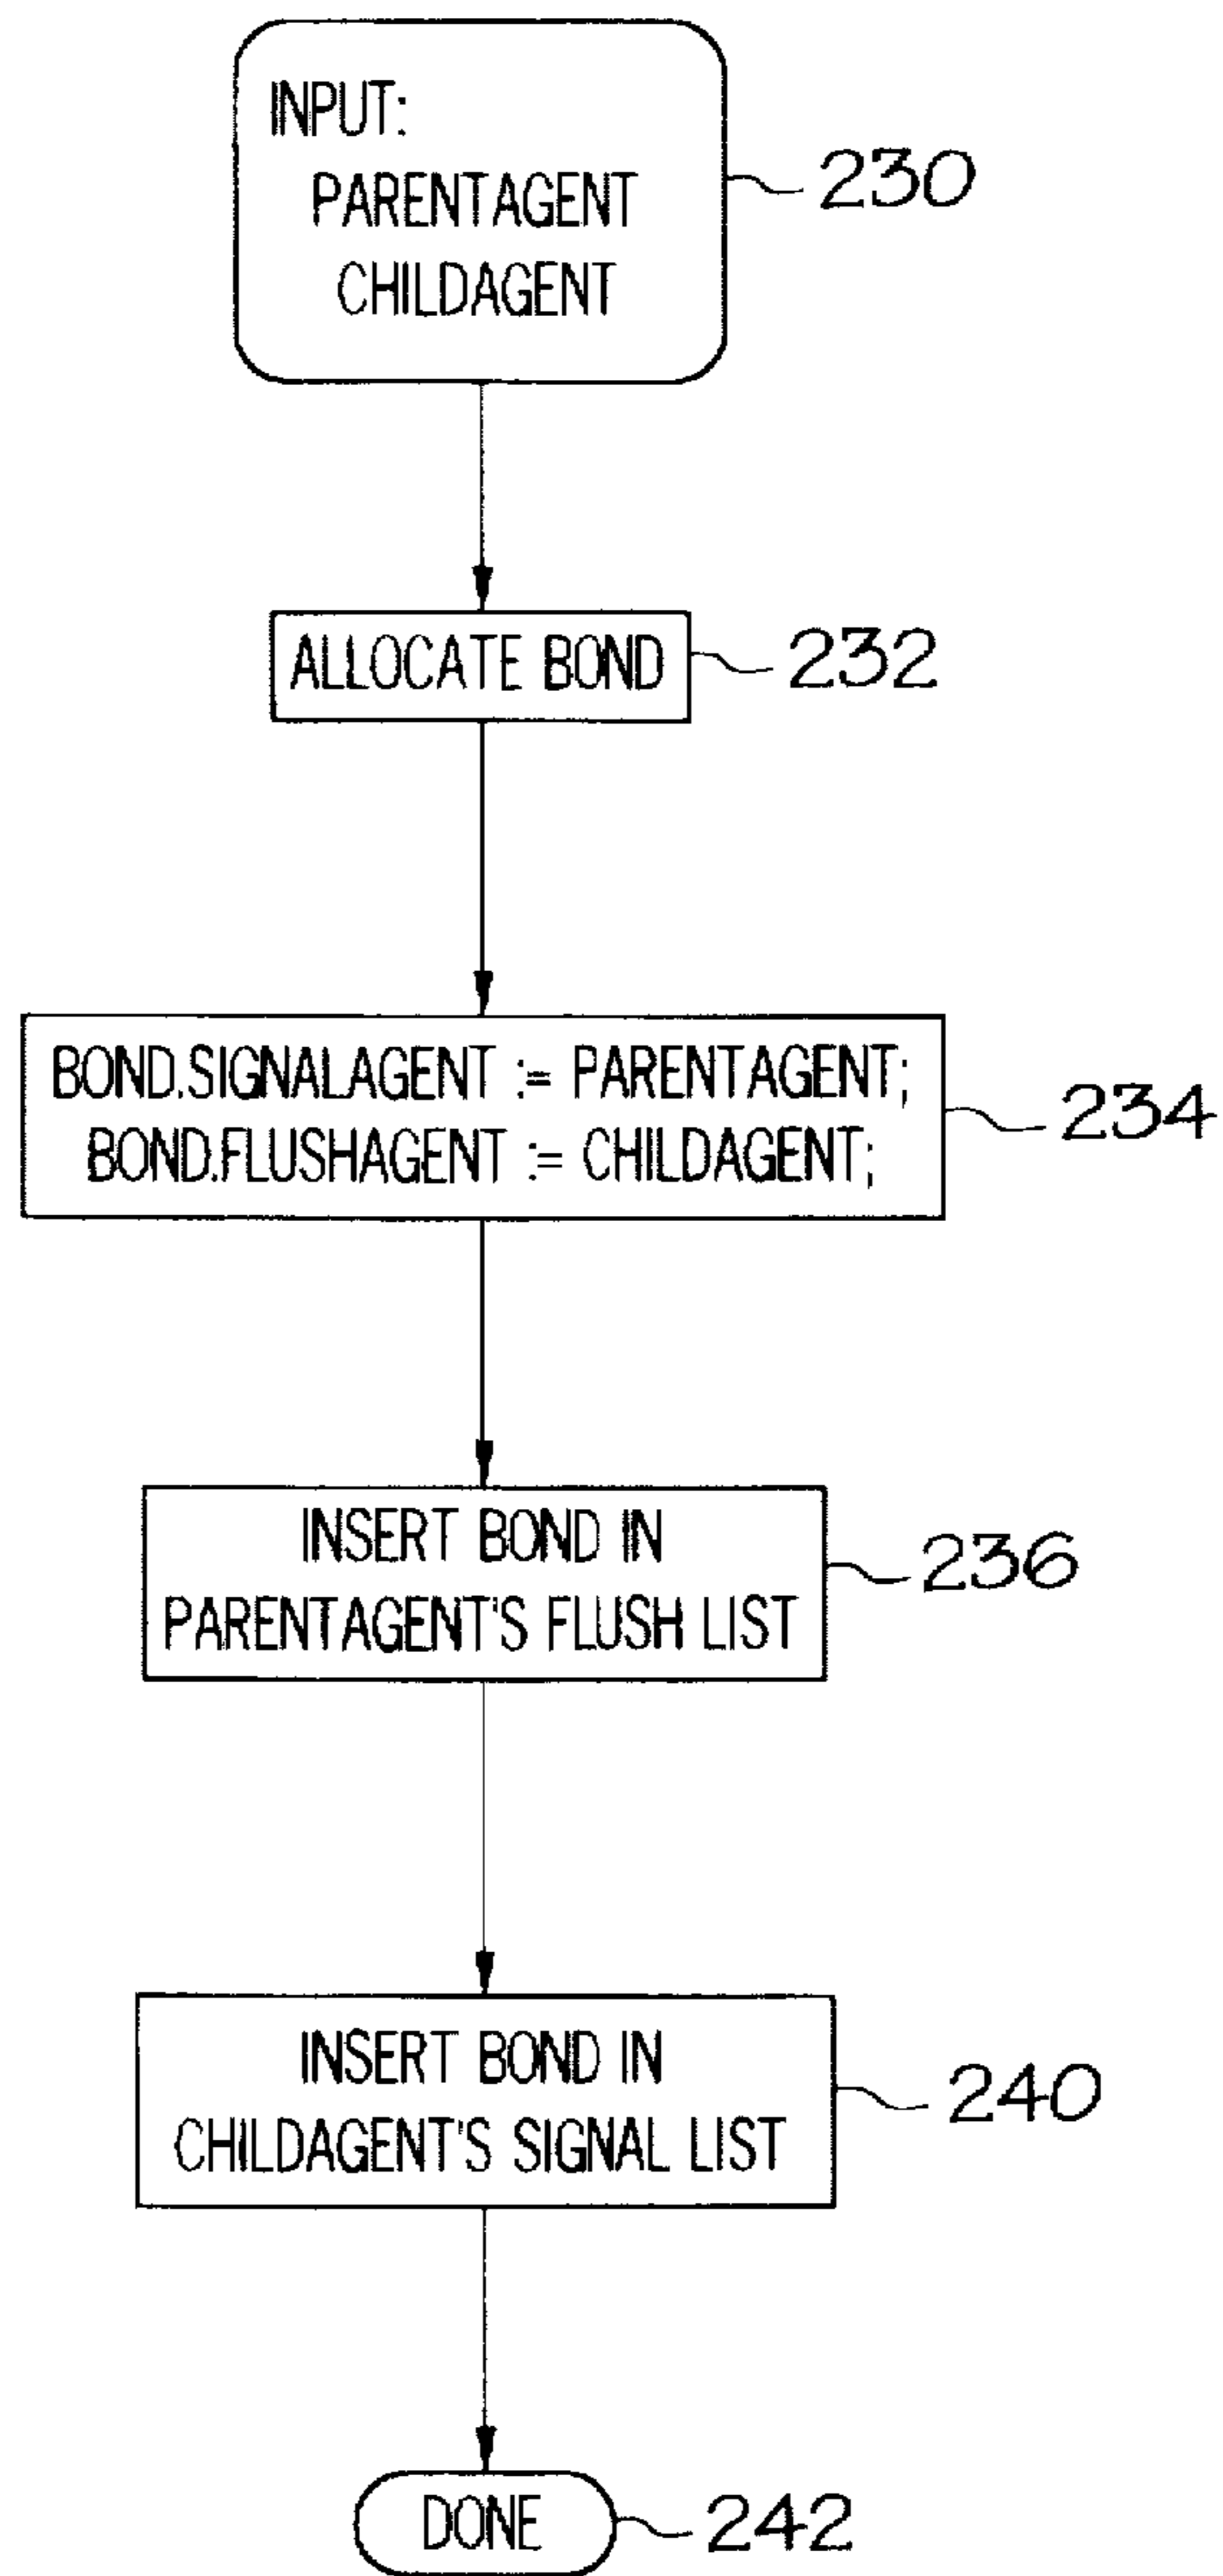 INPUT:
PARENTAGENT
CHILDAGENT
230
ALLOCATE BOND
232
BOND.SIGNALAGENT := PARENTAGENT;
BOND.FLUSHAGENT := CHILDAGENT;
234
INSERT BOND IN
PARENTAGENT'S FLUSH LIST
236
INSERT BOND IN
CHILDAGENT'S SIGNAL LIST
240
DONE
242